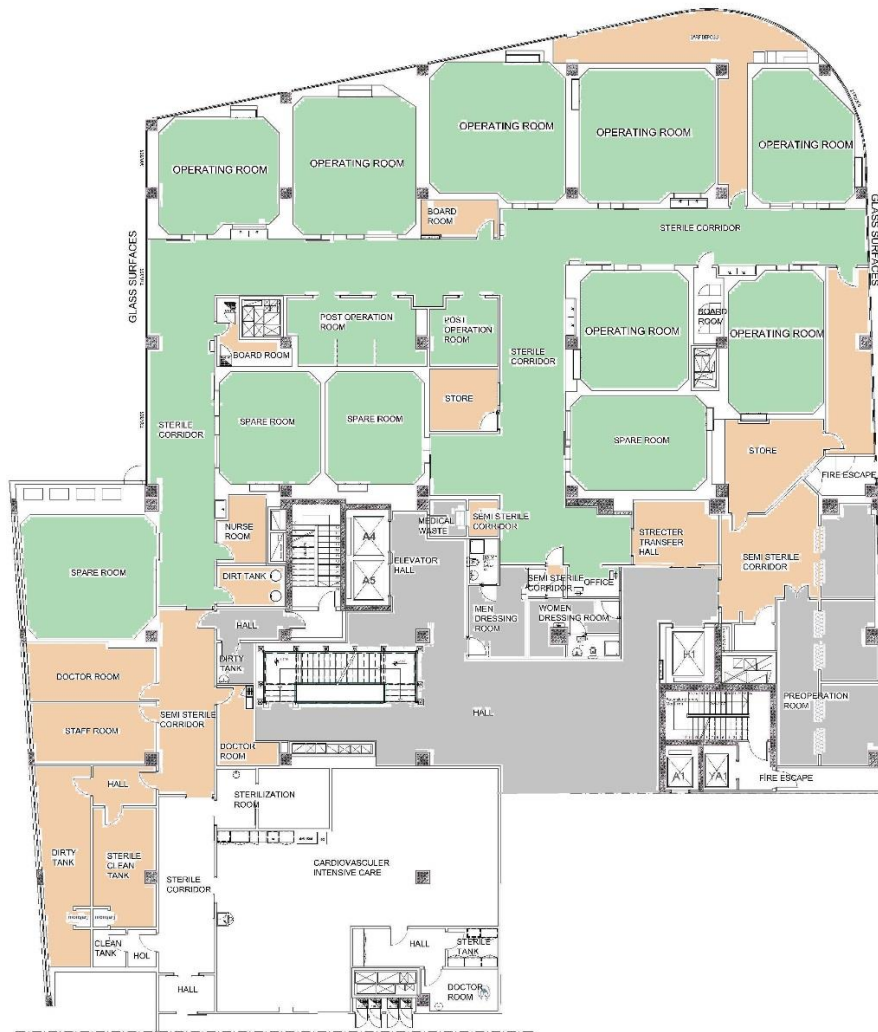 OPERATING ROOM
OPERATING ROOM
OPERATING ROOM
OPERATING ROOM
OPERATING ROOM
BOARD
ROOM
STERILE CORRIDOR
GLASS SURFACES
GLASS SURFACES
POST OPERATION
ROOM
POST
OPERATION
ROOM
BOARD ROOM
STERILE
CORRIDOR
OPERATING ROOM
BOARD
ROOM
OPERATING ROOM
STORE
SPARE ROOM
SPARE ROOM
STERILE
CORRIDOR
SPARE ROOM
STORE
FIRE ESCAPE
NURSE
ROOM
MEDICAL
WASTE
SEMI STERILE
CORRIDOR
A4
A5
ELEVATOR
HALL
STRECTER
TRANSFER
HALL
SEMI STERILE
CORRIDOR
SPARE ROOM
DIRT TANK
SEMI STERILE
CORRIDOR
OFFICE
MEN
DRESSING
ROOM
WOMEN
DRESSING ROOM
HALL
DIRTY
TANK
DOCTOR ROOM
STAFF ROOM
SEMI STERILE
CORRIDOR
DOCTOR
ROOM
HALL
PREOPERATION
ROOM
A1
YA1
FIRE ESCAPE
HALL
STERILIZATION
ROOM
DIRTY
TANK
STERILE
CLEAN
TANK
STERILE
CORRIDOR
CARDIOVASCULER
INTENSIVE CARE
CLEAN
TANK
HOL
HALL
STERILE
TANK
HALL
DOCTOR
ROOM